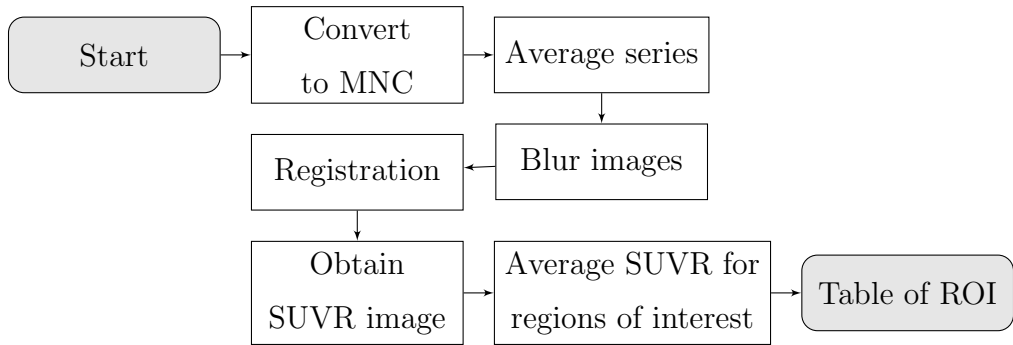 Start
Convert
to MNC
Average series
Blur images
Registration
Obtain
SUVR image
Average SUVR for
regions of interest
Table of ROI